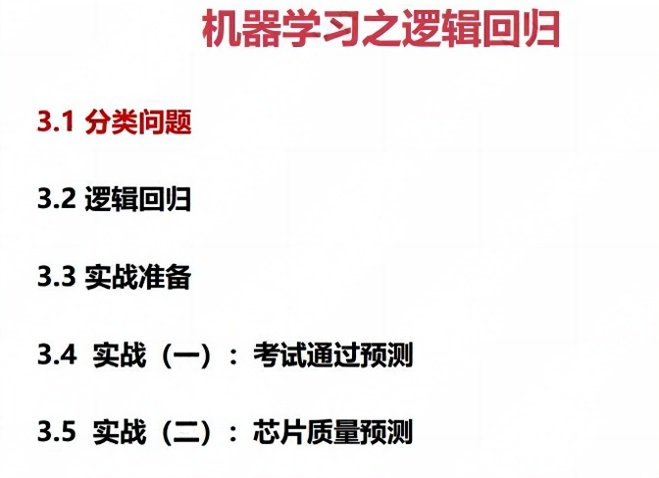 机器学习之逻辑回归
3.1 分类问题
3.2 逻辑回归
3.3 实战准备
3.4 实战（一）：考试通过预测
3.5 实战（二）：芯片质量预测